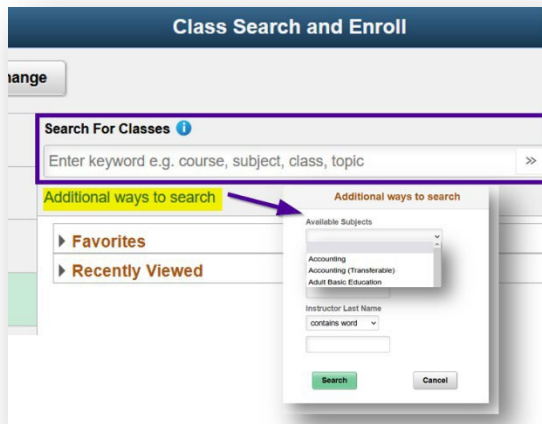 Class Search and Enroll
ange
Search For Classes
Enter keyword e.g. course, subject, class, topic
Additional ways to search
Additional ways to search
Available Subjects
Accounting
Accounting (Transferable)
Adult Basic Education
Favorites
Recently Viewed
Instructor Last Name
contains word
Search
Cancel